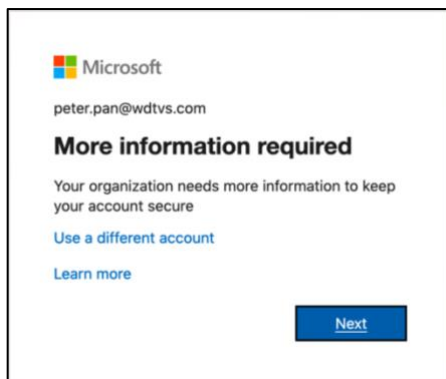 Microsoft
peter.pan@wdtvs.com
More information required
Your organization needs more information to keep
your account secure
Use a different account
Learn more
Next